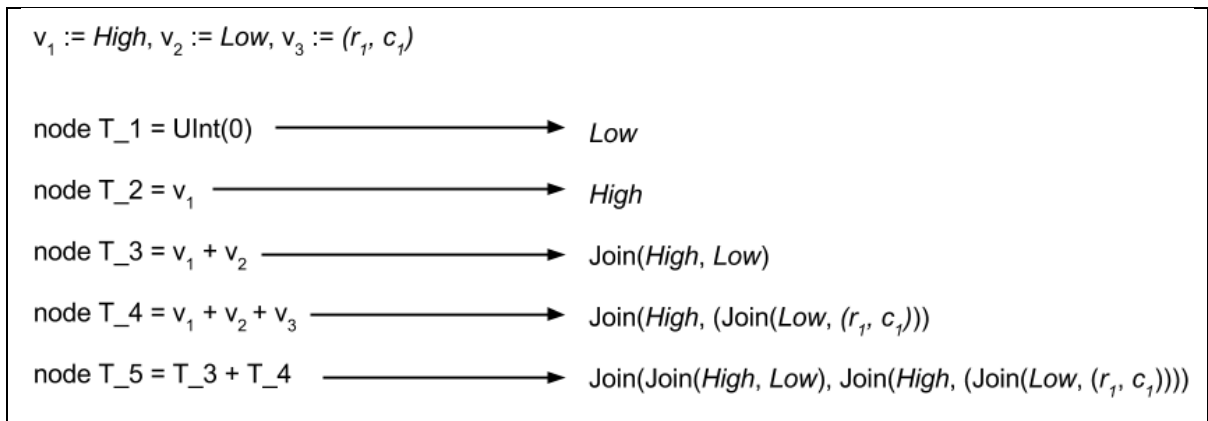 v₁ := High, v₂ := Low, v₃ := (r₁, c₁)
node T_1 = UInt(0) Low
node T_2 = v₁ High
node T_3 = v₁ + v₂ Join(High, Low)
node T_4 = v₁ + v₂ + v₃ Join(High, (Join(Low, (r₁, c₁)))
node T_5 = T_3 + T_4 Join(Join(High, Low), Join(High, (Join(Low, (r₁, c₁))))